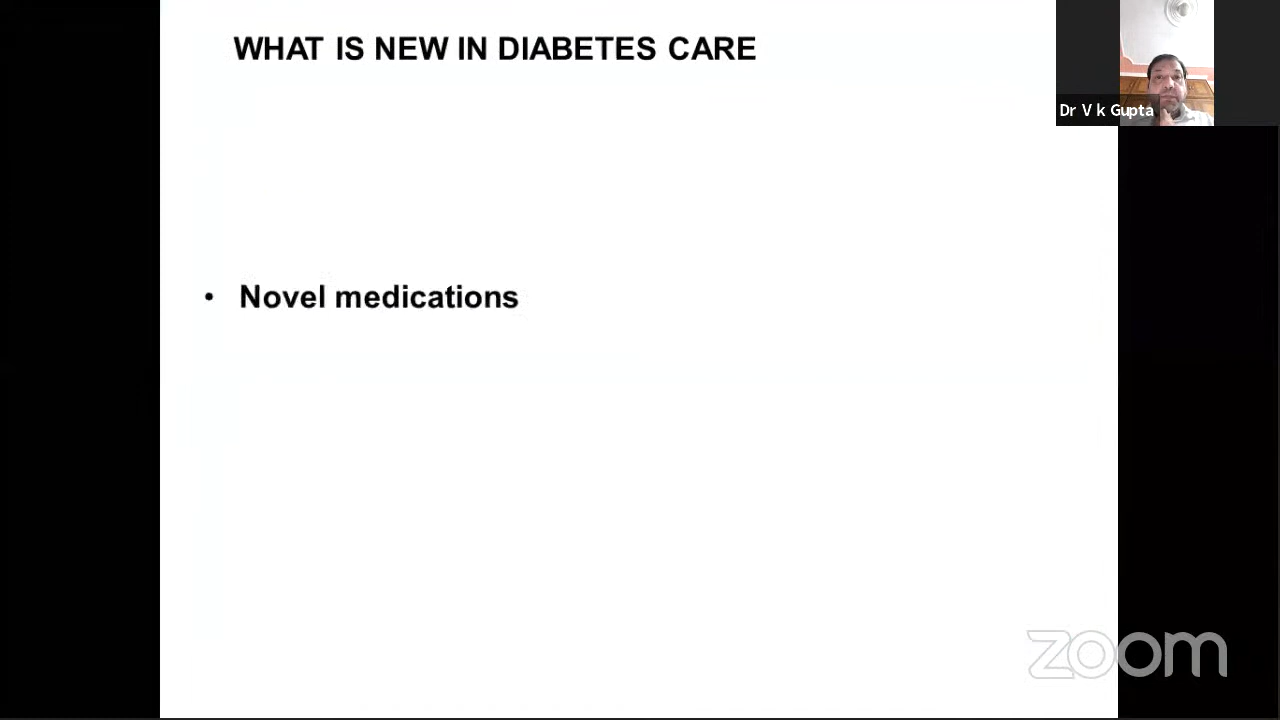 WHAT IS NEW IN DIABETES CARE
Dr V k Gupta
• Novel medications
zoom